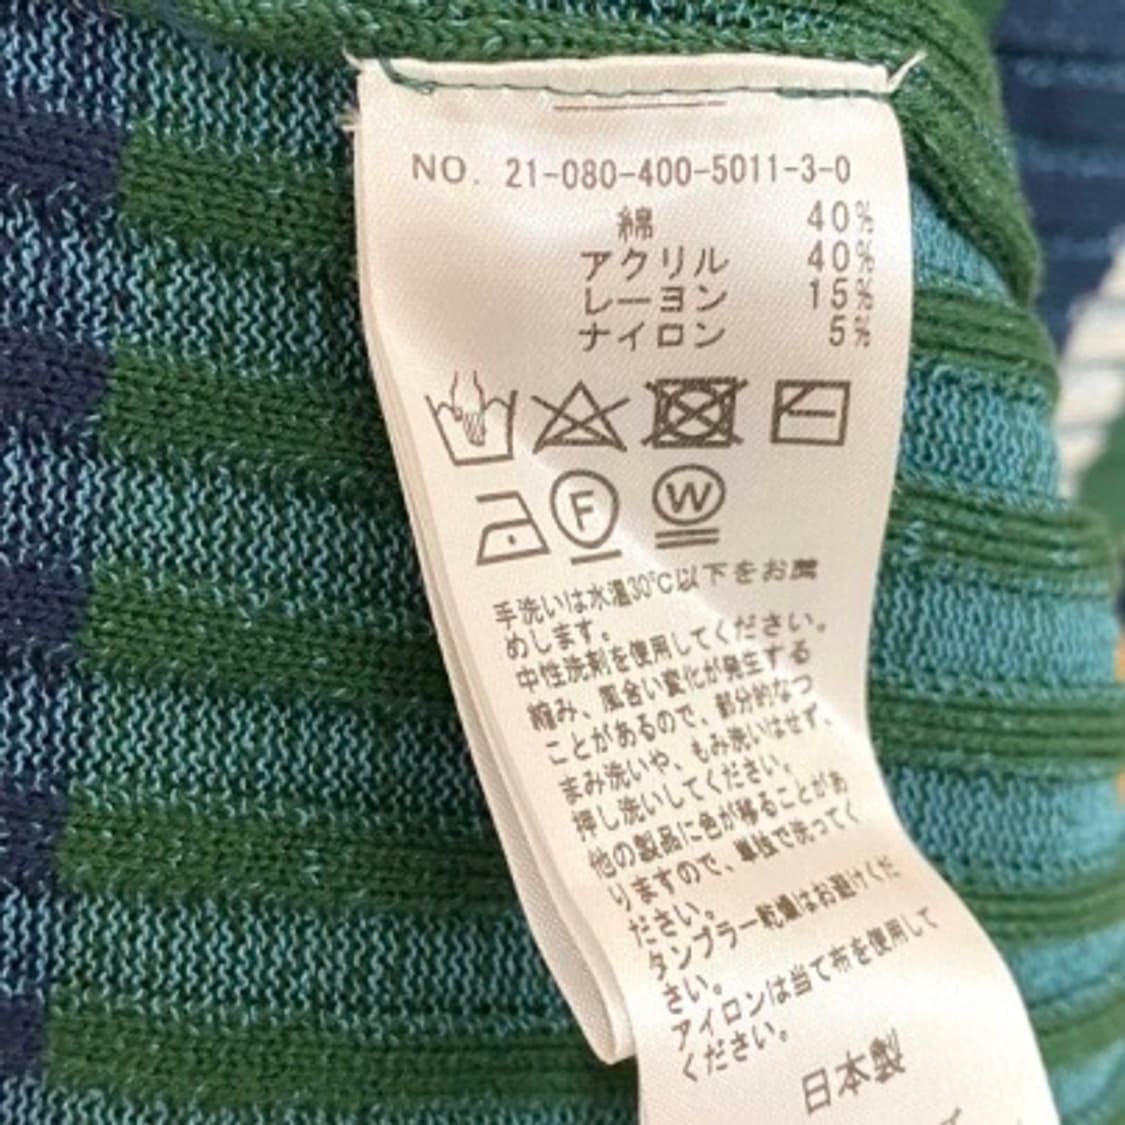 NO. 21-080-400-5011-3-0
綿 40%
アクリル 40%
レーヨン 15%
ナイロン 5%
F W
手洗いは水温30℃以下をお薦
めします。
中性洗剤を使用してください。
縮み、風合い変化が発生する
ことがあるので、部分的なつ
まみ洗いや、もみ洗いはせず、
押し洗いしてください。
他の製品に色が移ることがあ
りますので、単独で洗ってく
ださい。
タンブラー乾燥はお避けくだ
さい。
アイロンは当て布を使用して
ください。
日本製